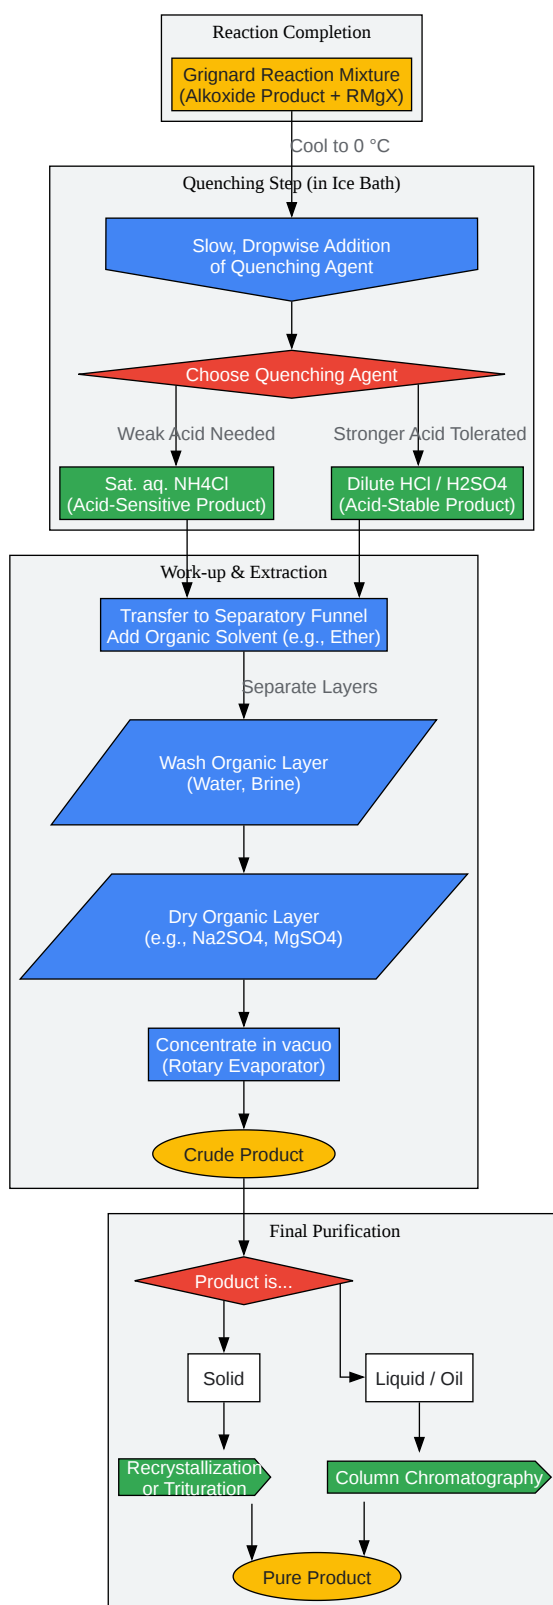 Reaction Completion
Grignard Reaction Mixture
(Alkoxide Product + RMgX)
Cool to 0 °C
Quenching Step (in Ice Bath)
Slow, Dropwise Addition
of Quenching Agent
Choose Quenching Agent
Weak Acid Needed
Stronger Acid Tolerated
Sat. aq. NH4Cl
(Acid-Sensitive Product)
Dilute HCl / H2SO4
(Acid-Stable Product)
Work-up & Extraction
Transfer to Separatory Funnel
Add Organic Solvent (e.g., Ether)
Separate Layers
Wash Organic Layer
(Water, Brine)
Dry Organic Layer
(e.g., Na2SO4, MgSO4)
Concentrate in vacuo
(Rotary Evaporator)
Crude Product
Final Purification
Product is...
Solid
Liquid / Oil
Recrystallization
or Trituration
Column Chromatography
Pure Product